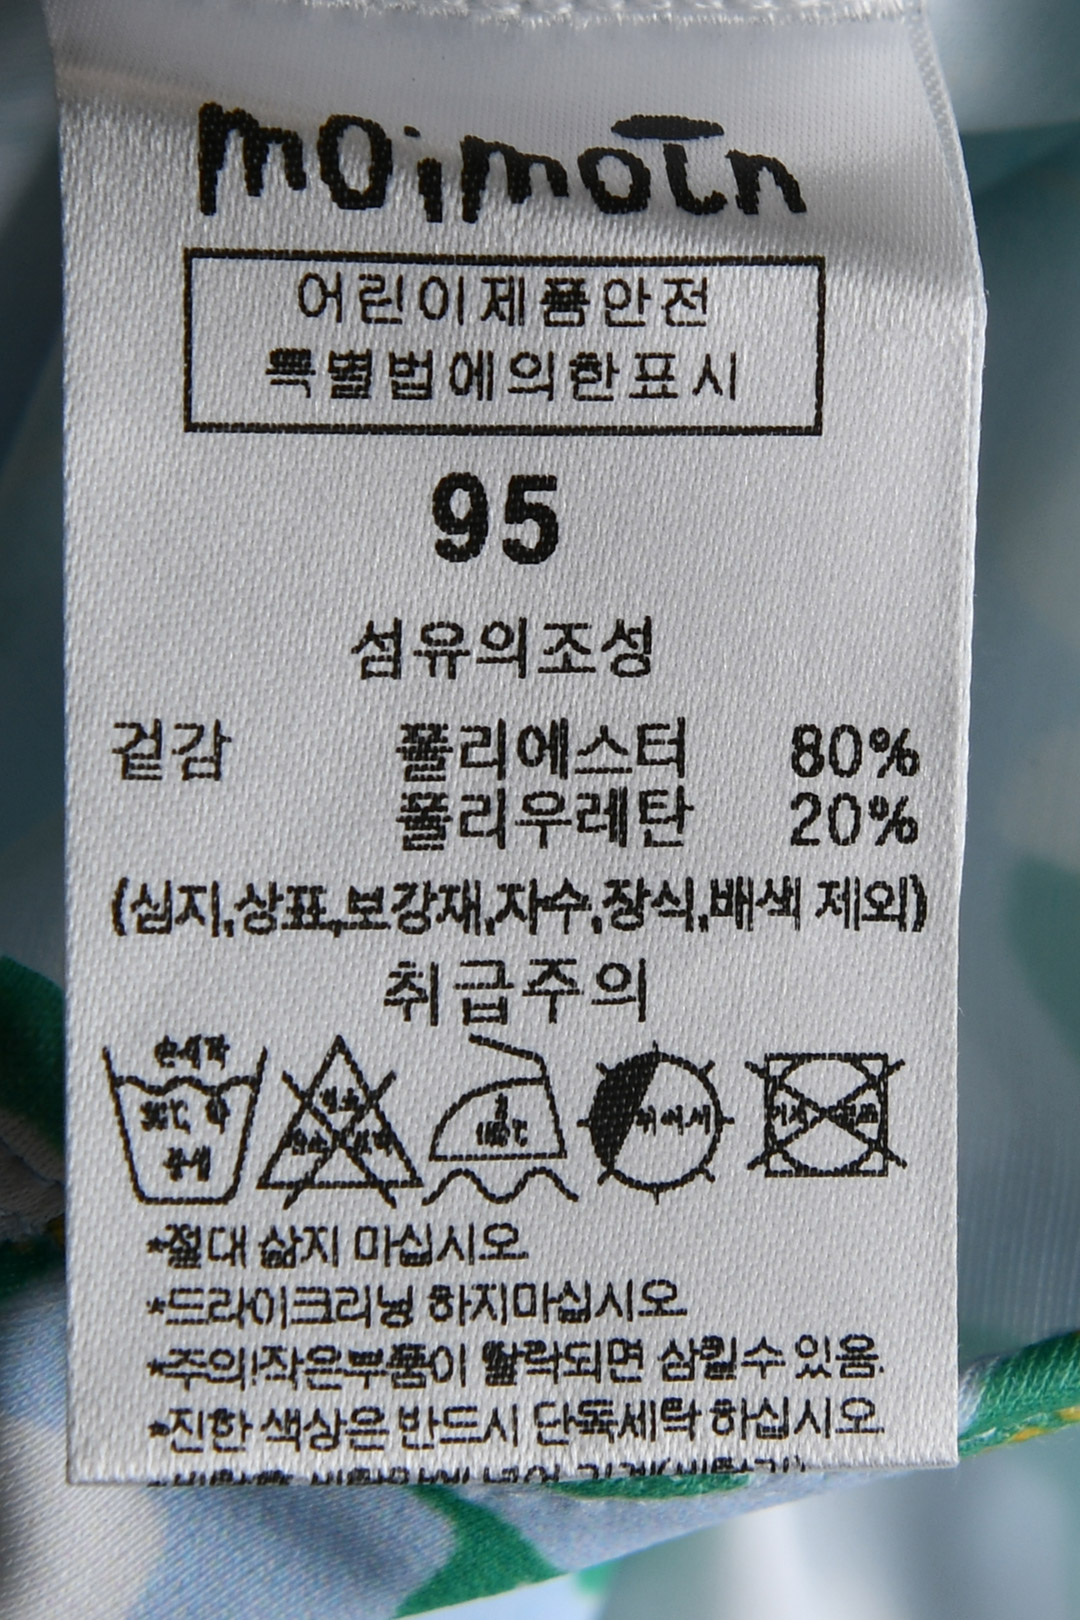 moimoln
어린이제품안전
특별법에의한표시
95
섬유의조성
겉감 폴리에스터 80%
폴리우레탄 20%
(심지,상표,보강재,자수,장식,배색 제외)
취급주의
손세탁
30℃ 약
중성
염소
*절대 삶지 마십시오.
*드라이크리닝 하지마십시오.
*주의!작은부품이 탈락되면 삼킬수 있음.
*진한 색상은 반드시 단독세탁 하십시오.